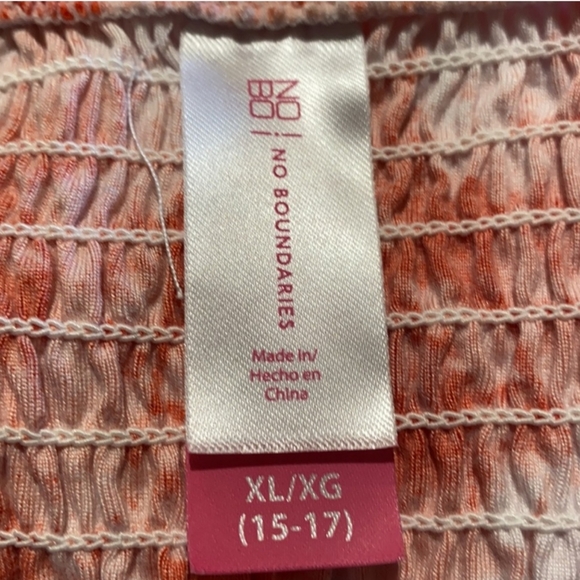 NO!
BO!
NO BOUNDARIES
Made in/
Hecho en
China
XL/XG
(15-17)